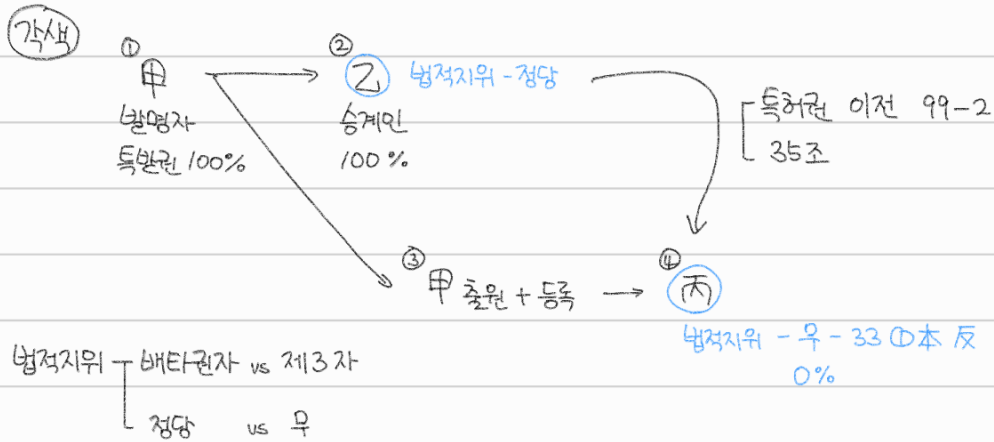 각색
① ②
甲 乙 법적지위 - 정당
발명자 승계인
특받권 100% 100%
특허권 이전 99-2
35조
③ ④
甲 출원 + 등록 → 丙
법적지위 - 무 - 33①本 反
0%
법적지위 배타권자 vs 제3자
정당 vs 무